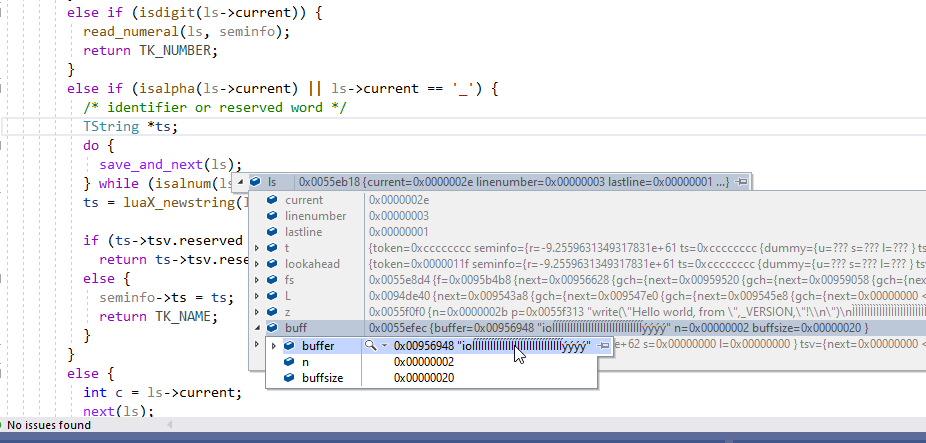 else if (isdigit(ls->current)) {
read_numeral(ls, seminfo);
return TK_NUMBER;
}
else if (isalpha(ls->current) || ls->current == '_') {
/* identifier or reserved word */
TString *ts;
do {
save_and_next(ls);
} while (isalnum(ls
ls 0x0055eb18 {current=0x0000002e linenumber=0x00000003 lastline=0x00000001 ...}
current 0x0000002e
ts = luaX_newstring(
linenumber 0x00000003
lastline 0x00000001
if (ts->tsv.reserved
t {token=0xcccccccc seminfo={r=-9.2559631349317831e+61 ts=0xcccccccc {dummy={u=??? s=??? l=??? } ts
return ts->tsv.rese
lookahead {token=0x0000011f seminfo={r=-9.2559631349317831e+61 ts=0xcccccccc {dummy={u=??? s=??? l=??? } ts
else {
fs 0x0055e8d4 {f=0x0095b4b8 {next=0x00956628 {gch={next=0x00959520 {gch={next=0x00959058 {gch={next=
seminfo->ts = ts;
L 0x0094de40 {next=0x009543a8 {gch={next=0x009547e0 {gch={next=0x009545e8 {gch={next=0x00000000 <
return TK_NAME;
z 0x0055f0f0 {n=0x0000002b p=0x0055f313 "write(\"Hello world, from \",_VERSION,\"!\\n\")\n
}
buff 0x0055efec {buffer=0x00956948 n=0x00000002 buffsize=0x00000020 }
}
buffer 0x00956948
e+62 s=0x00000000 l=0x00000000 } tsv={next=0x00000000 <
else {
n 0x00000002
int c = ls->current;
buffsize 0x00000020
next(ls);
No issues found